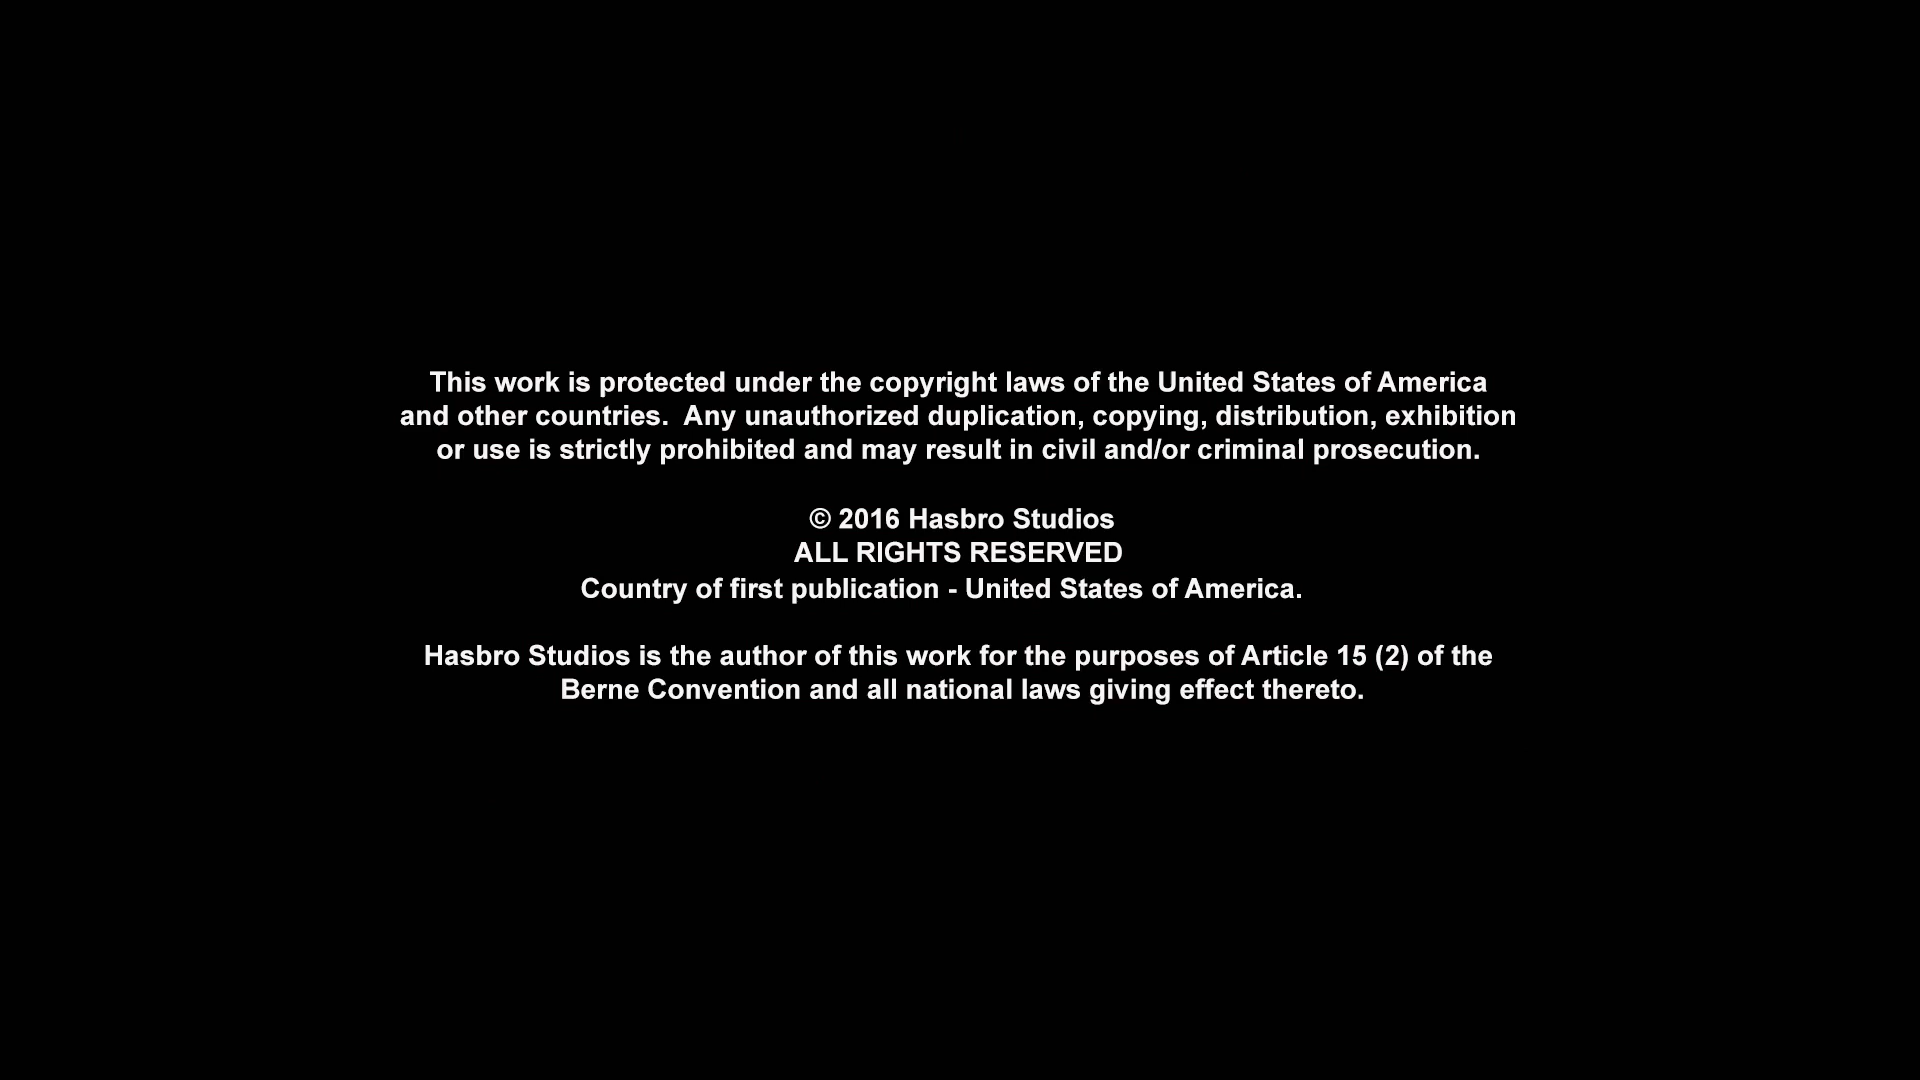 This work is protected under the copyright laws of the United States of America
and other countries.  Any unauthorized duplication, copying, distribution, exhibition
or use is strictly prohibited and may result in civil and/or criminal prosecution.
© 2016 Hasbro Studios
ALL RIGHTS RESERVED
Country of first publication - United States of America.
Hasbro Studios is the author of this work for the purposes of Article 15 (2) of the
Berne Convention and all national laws giving effect thereto.